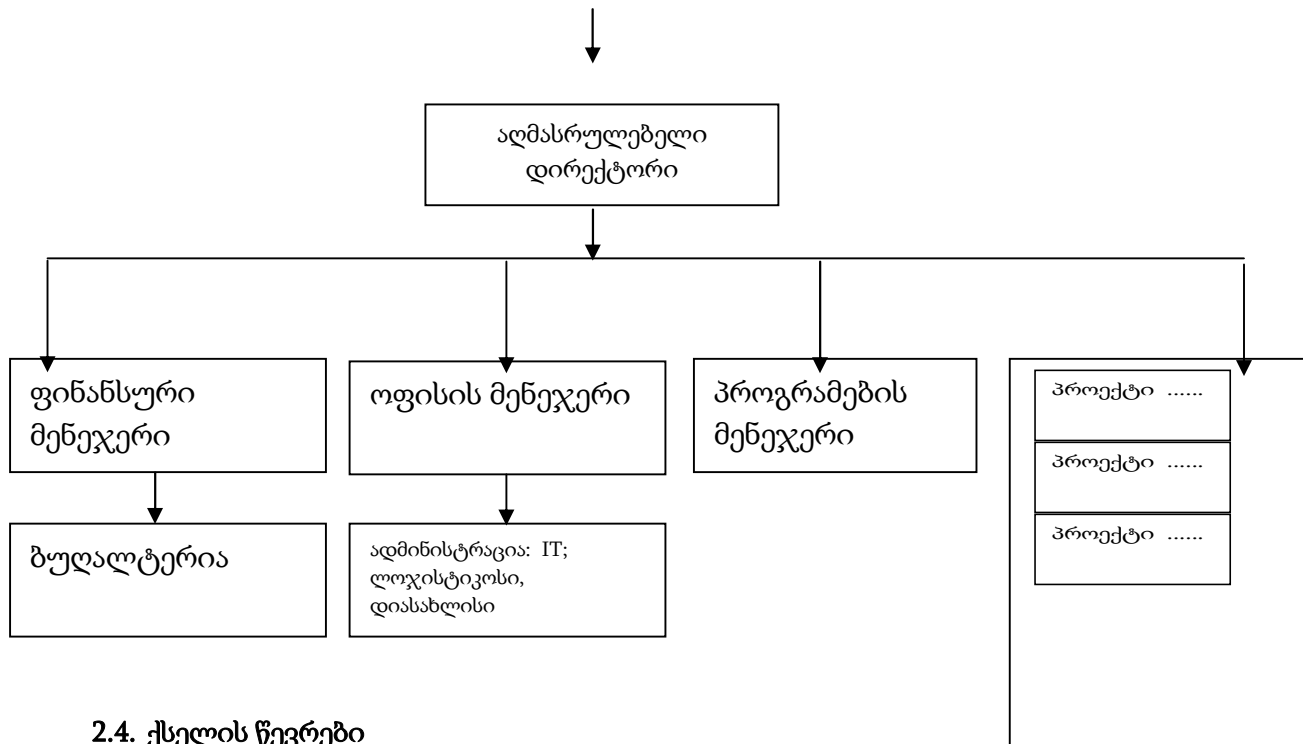 აღმასრულებელი
დირექტორი
ფინანსური
მენეჯერი
ოფისის მენეჯერი
პროგრამების
მენეჯერი
პროექტი ......
პროექტი ......
პროექტი ......
ბუღალტერია
ადმინისტრაცია: IT;
ლოჯისტიკოსი,
დიასახლისი
2.4. ქსელის წევრები